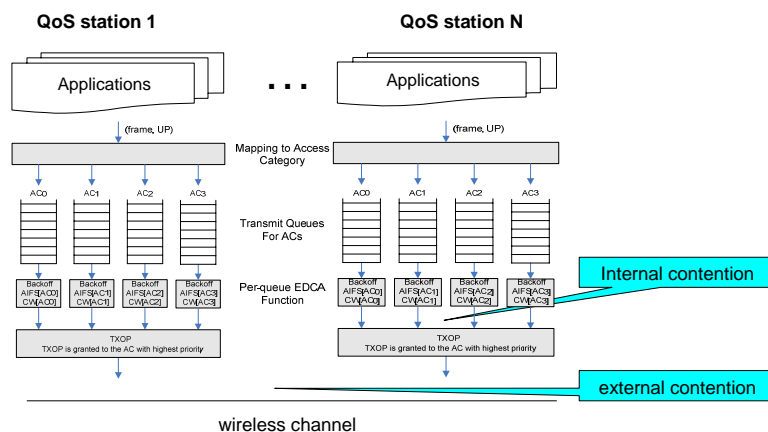 QoS station 1
QoS station N
Applications
...
Applications
(frame, UP)
Mapping to Access
Category
(frame, UP)
AC0 AC1 AC2 AC3
AC0 AC1 AC2 AC3
Transmit Queues
For ACs
Backoff
AIFS[AC0]
CW[AC0]
Backoff
AIFS[AC1]
CW[AC1]
Backoff
AIFS[AC2]
CW[AC2]
Backoff
AIFS[AC3]
CW[AC3]
Per-queue EDCA
Function
Backoff
AIFS[AC0]
CW[AC0]
Backoff
AIFS[AC1]
CW[AC1]
Backoff
AIFS[AC2]
CW[AC2]
Backoff
AIFS[AC3]
CW[AC3]
Internal contention
TXOP
TXOP is granted to the AC with highest priority
TXOP
TXOP is granted to the AC with highest priority
external contention
wireless channel